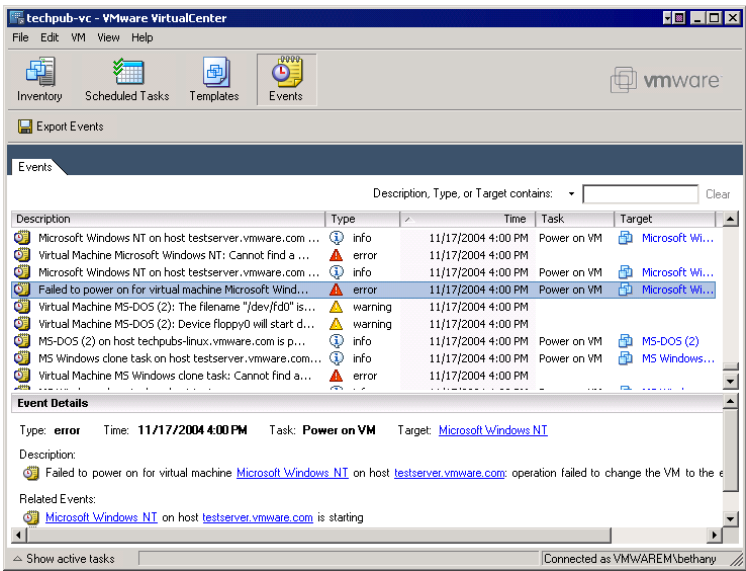 techpub-vc - VMware VirtualCenter
File Edit VM View Help
Inventory Scheduled Tasks Templates Events
vmware
Export Events
Events
Description, Type, or Target contains: Clear
Description Type Time Task Target
Microsoft Windows NT on host testserver.vmware.com ... info 11/17/2004 4:00 PM Power on VM Microsoft Wi...
Virtual Machine Microsoft Windows NT: Cannot find a ... error 11/17/2004 4:00 PM
Microsoft Windows NT on host testserver.vmware.com ... info 11/17/2004 4:00 PM Power on VM Microsoft Wi...
Failed to power on for virtual machine Microsoft Wind... error 11/17/2004 4:00 PM Power on VM Microsoft Wi...
Virtual Machine MS-DOS (2): The filename "/dev/fd0" is... warning 11/17/2004 4:00 PM
Virtual Machine MS-DOS (2): Device floppy0 will start d... warning 11/17/2004 4:00 PM
MS-DOS (2) on host techpubs-linux.vmware.com is p... info 11/17/2004 4:00 PM Power on VM MS-DOS (2)
MS Windows clone task on host testserver.vmware.com... info 11/17/2004 4:00 PM Power on VM MS Windows...
Virtual Machine MS Windows clone task: Cannot find a... error 11/17/2004 4:00 PM
Event Details
Type: error Time: 11/17/2004 4:00 PM Task: Power on VM Target: Microsoft Windows NT
Description:
Failed to power on for virtual machine Microsoft Windows NT on host testserver.vmware.com: operation failed to change the VM to the e
Related Events:
Microsoft Windows NT on host testserver.vmware.com is starting
Show active tasks Connected as VMWAREM\bethany